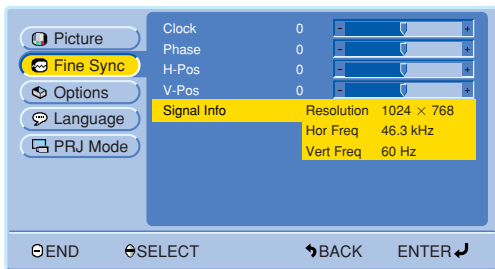 Picture
Fine Sync
Options
Language
PRJ Mode
Clock 0 - +
Phase 0 - +
H-Pos 0 - +
V-Pos 0 - +
Signal Info Resolution 1024 × 768
Hor Freq 46.3 kHz
Vert Freq 60 Hz
END SELECT BACK ENTER